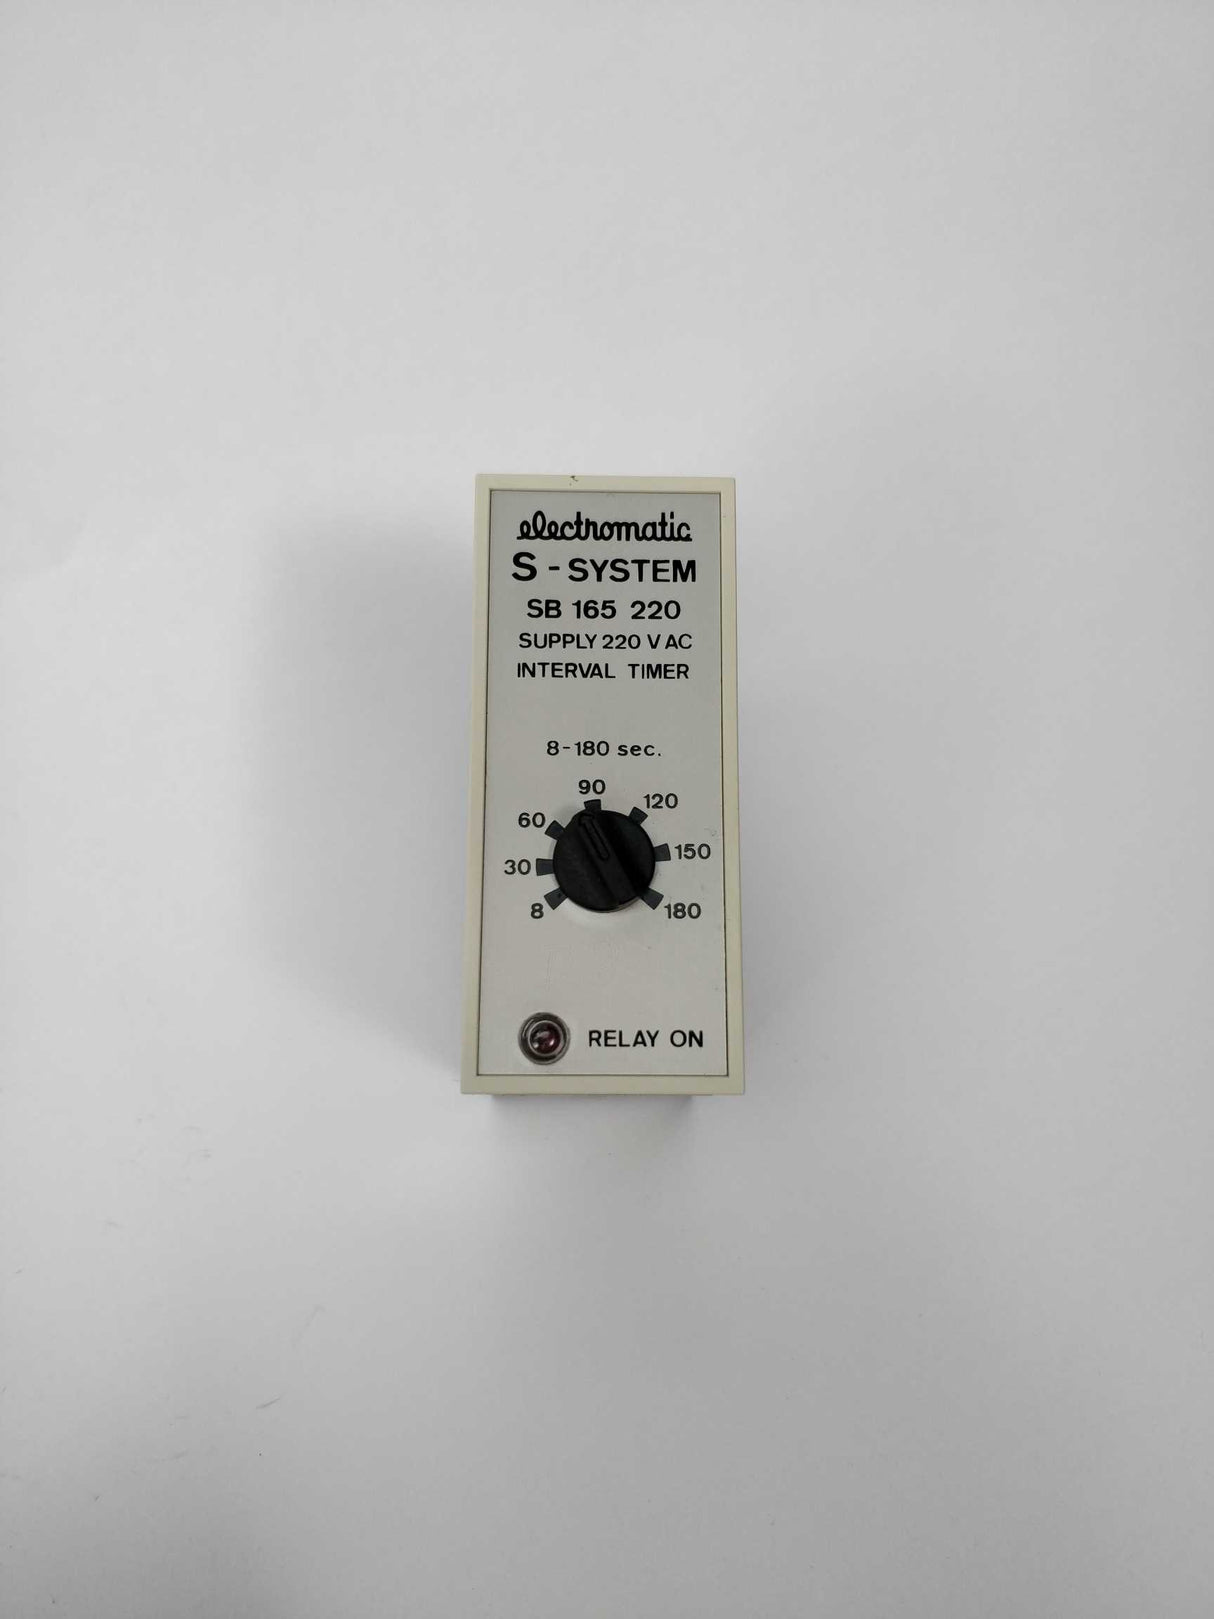 electromatic
S - SYSTEM
SB 165 220
SUPPLY 220 V AC
INTERVAL TIMER
8-180 sec.
90
60 120
30 150
8 180
RELAY ON